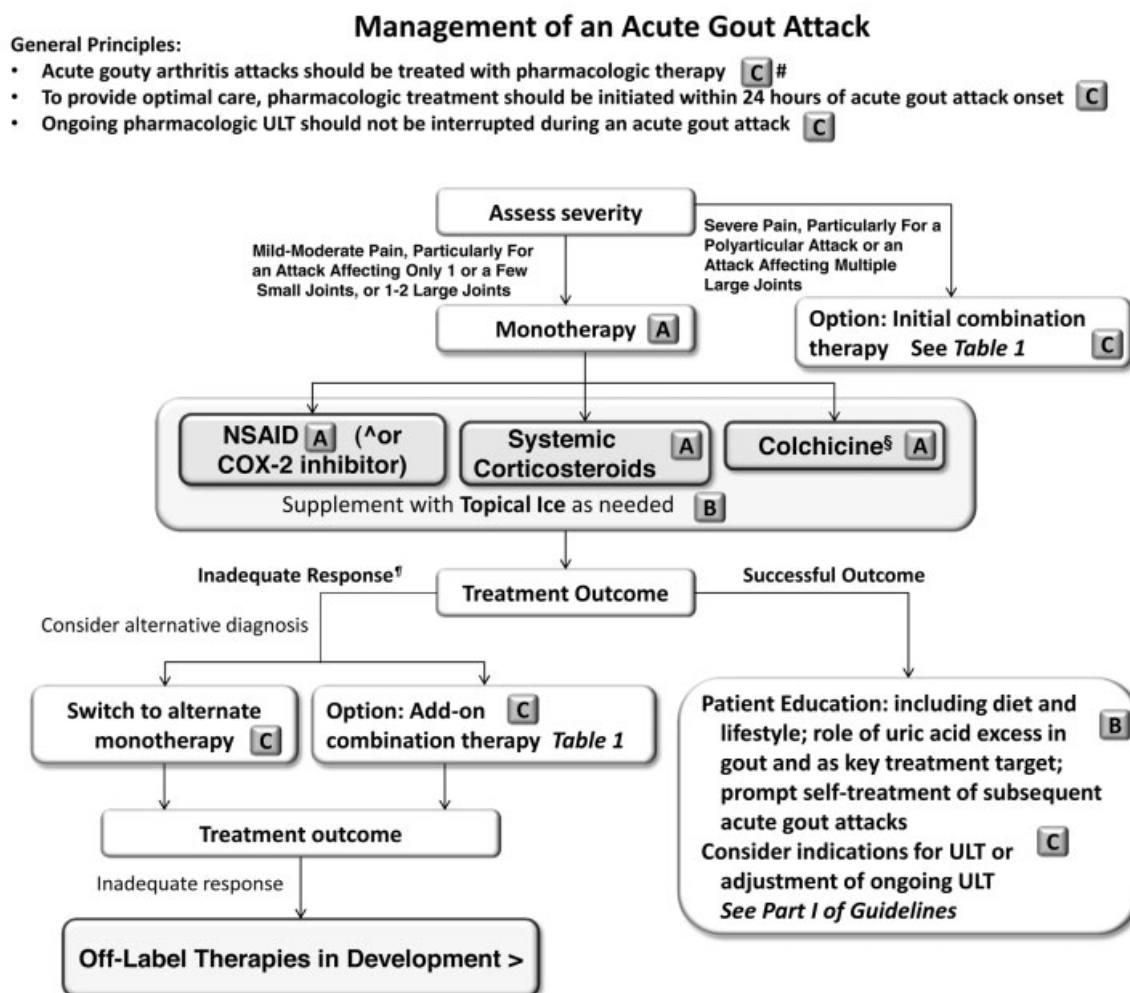 Management of an Acute Gout Attack
General Principles:
• Acute gouty arthritis attacks should be treated with pharmacologic therapy C #
• To provide optimal care, pharmacologic treatment should be initiated within 24 hours of acute gout attack onset C
• Ongoing pharmacologic ULT should not be interrupted during an acute gout attack C
Assess severity
Mild-Moderate Pain, Particularly For
an Attack Affecting Only 1 or a Few
Small Joints, or 1-2 Large Joints
Severe Pain, Particularly For a
Polyarticular Attack or an
Attack Affecting Multiple
Large Joints
Monotherapy A
Option: Initial combination
therapy See Table 1 C
NSAID A (^or
COX-2 inhibitor)
Systemic
Corticosteroids A
Colchicine§ A
Supplement with Topical Ice as needed B
Inadequate Response¶
Treatment Outcome
Successful Outcome
Consider alternative diagnosis
Switch to alternate
monotherapy C
Option: Add-on C
combination therapy Table 1
Patient Education: including diet and
lifestyle; role of uric acid excess in B
gout and as key treatment target;
prompt self-treatment of subsequent
acute gout attacks
Consider indications for ULT or C
adjustment of ongoing ULT
See Part I of Guidelines
Treatment outcome
Inadequate response
Off-Label Therapies in Development >